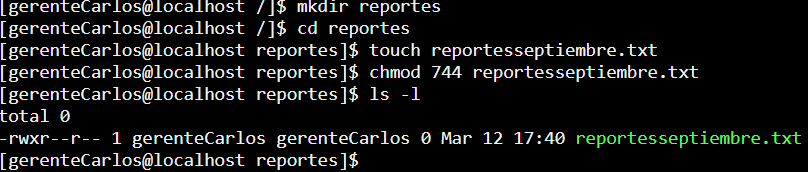 [gerenteCarlos@localhost /]$ mkdir reportes
[gerenteCarlos@localhost /]$ cd reportes
[gerenteCarlos@localhost reportes]$ touch reportesseptiembre.txt
[gerenteCarlos@localhost reportes]$ chmod 744 reportesseptiembre.txt
[gerenteCarlos@localhost reportes]$ ls -l
total 0
-rwxr--r-- 1 gerenteCarlos gerenteCarlos 0 Mar 12 17:40 reportesseptiembre.txt
[gerenteCarlos@localhost reportes]$